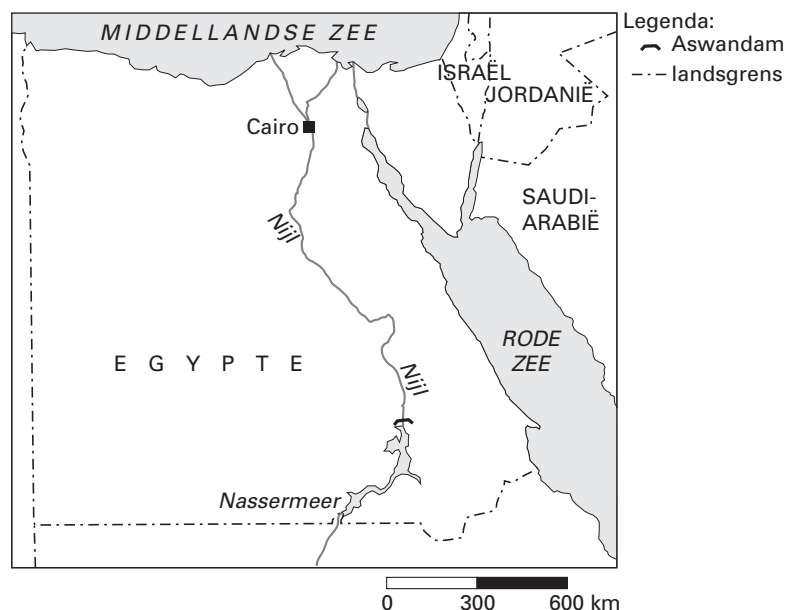 MIDDELLANDSE ZEE
Legenda:
Aswandam
landsgrens
ISRAËL
JORDANIË
Cairo
SAUDI-
ARABIË
Nijl
RODE
ZEE
EGYPTE
Nijl
Nassermeer
0 300 600 km